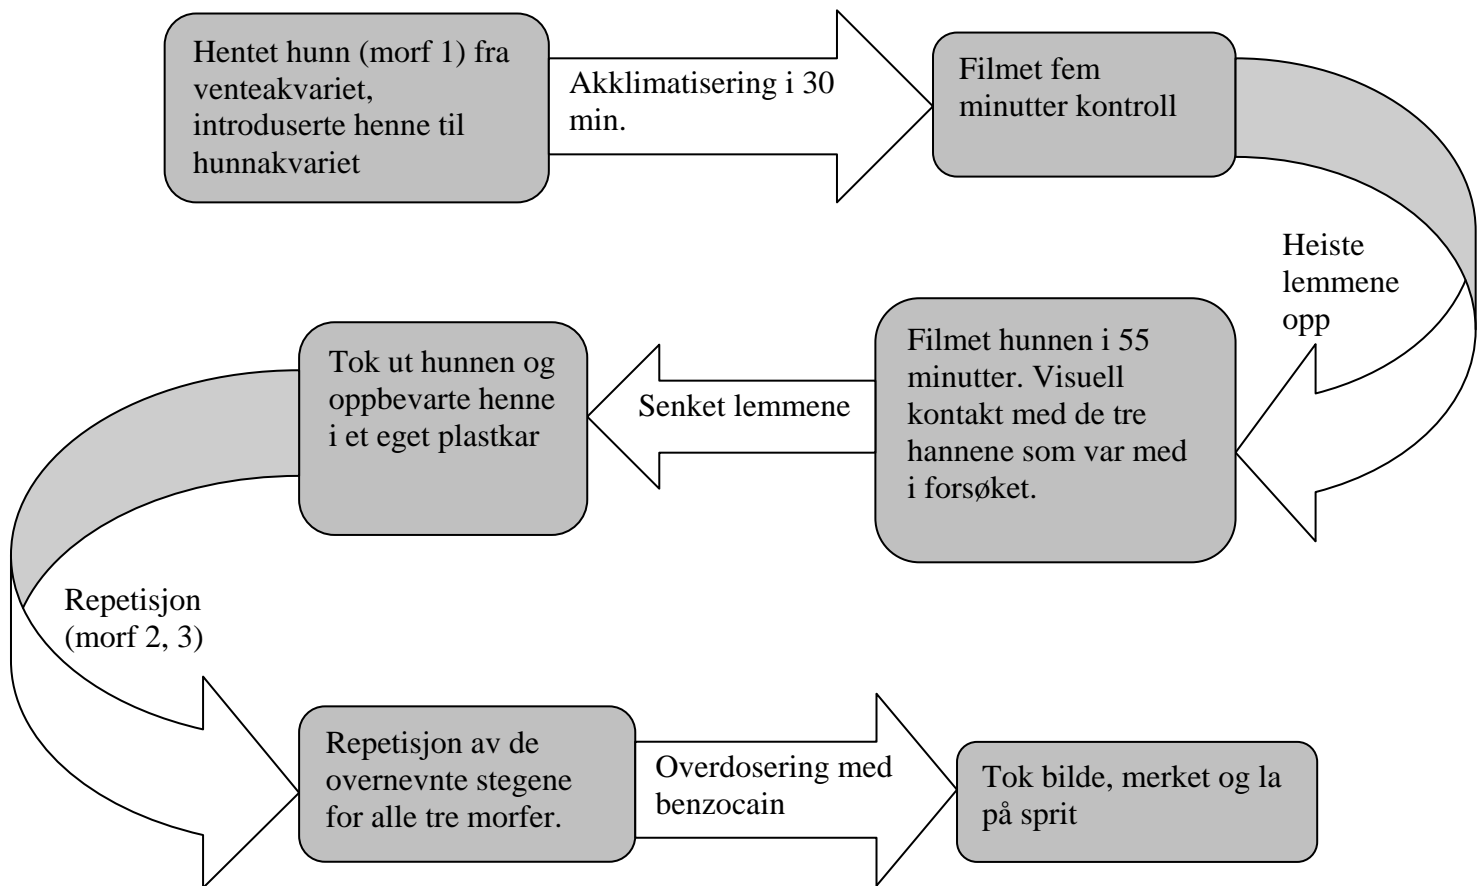 Hentet hunn (morf 1) fra
venteakvariet,
introduserte henne til
hunnakvariet
Akklimatisering i 30
min.
Filmet fem
minutter kontroll
Heiste
lemmene
opp
Filmet hunnen i 55
minutter. Visuell
kontakt med de tre
hannene som var med
i forsøket.
Senket lemmene
Tok ut hunnen og
oppbevarte henne
i et eget plastkar
Repetisjon
(morf 2, 3)
Repetisjon av de
overnevnte stegene
for alle tre morfer.
Overdosering med
benzocain
Tok bilde, merket og la
på sprit